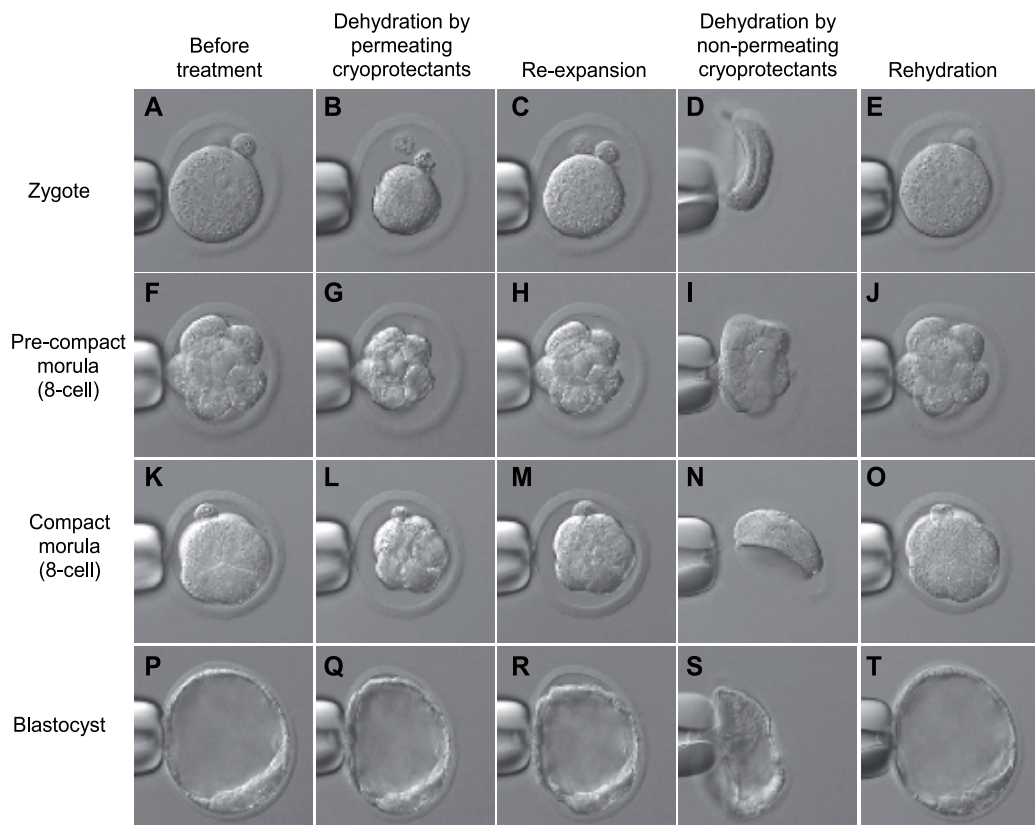 Before
treatment
Dehydration by
permeating
cryoprotectants
Re-expansion
Dehydration by
non-permeating
cryoprotectants
Rehydration
Zygote
A
B
C
D
E
Pre-compact
morula
(8-cell)
F
G
H
I
J
Compact
morula
(8-cell)
K
L
M
N
O
Blastocyst
P
Q
R
S
T